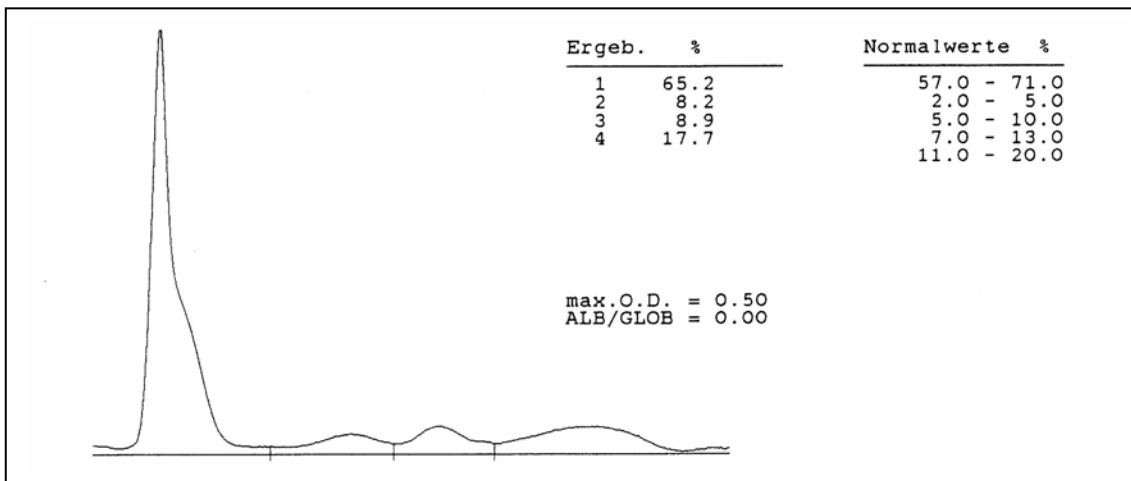 Ergeb. %
1 65.2
2 8.2
3 8.9
4 17.7
Normalwerte %
57.0 - 71.0
2.0 - 5.0
5.0 - 10.0
7.0 - 13.0
11.0 - 20.0
max.O.D. = 0.50
ALB/GLOB = 0.00